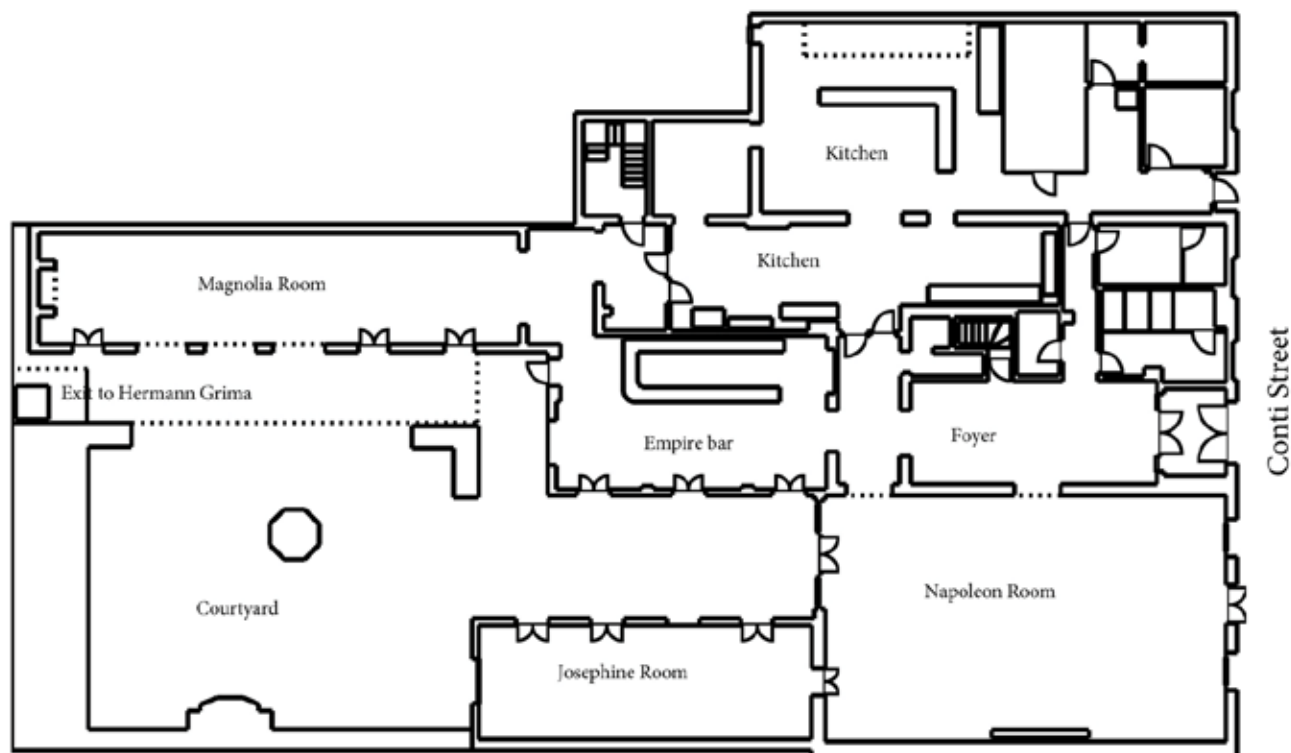 Kitchen
Kitchen
Magnolia Room
Exit to Hermann Grima
Empire bar
Foyer
Conti Street
Napoleon Room
Courtyard
Josephine Room